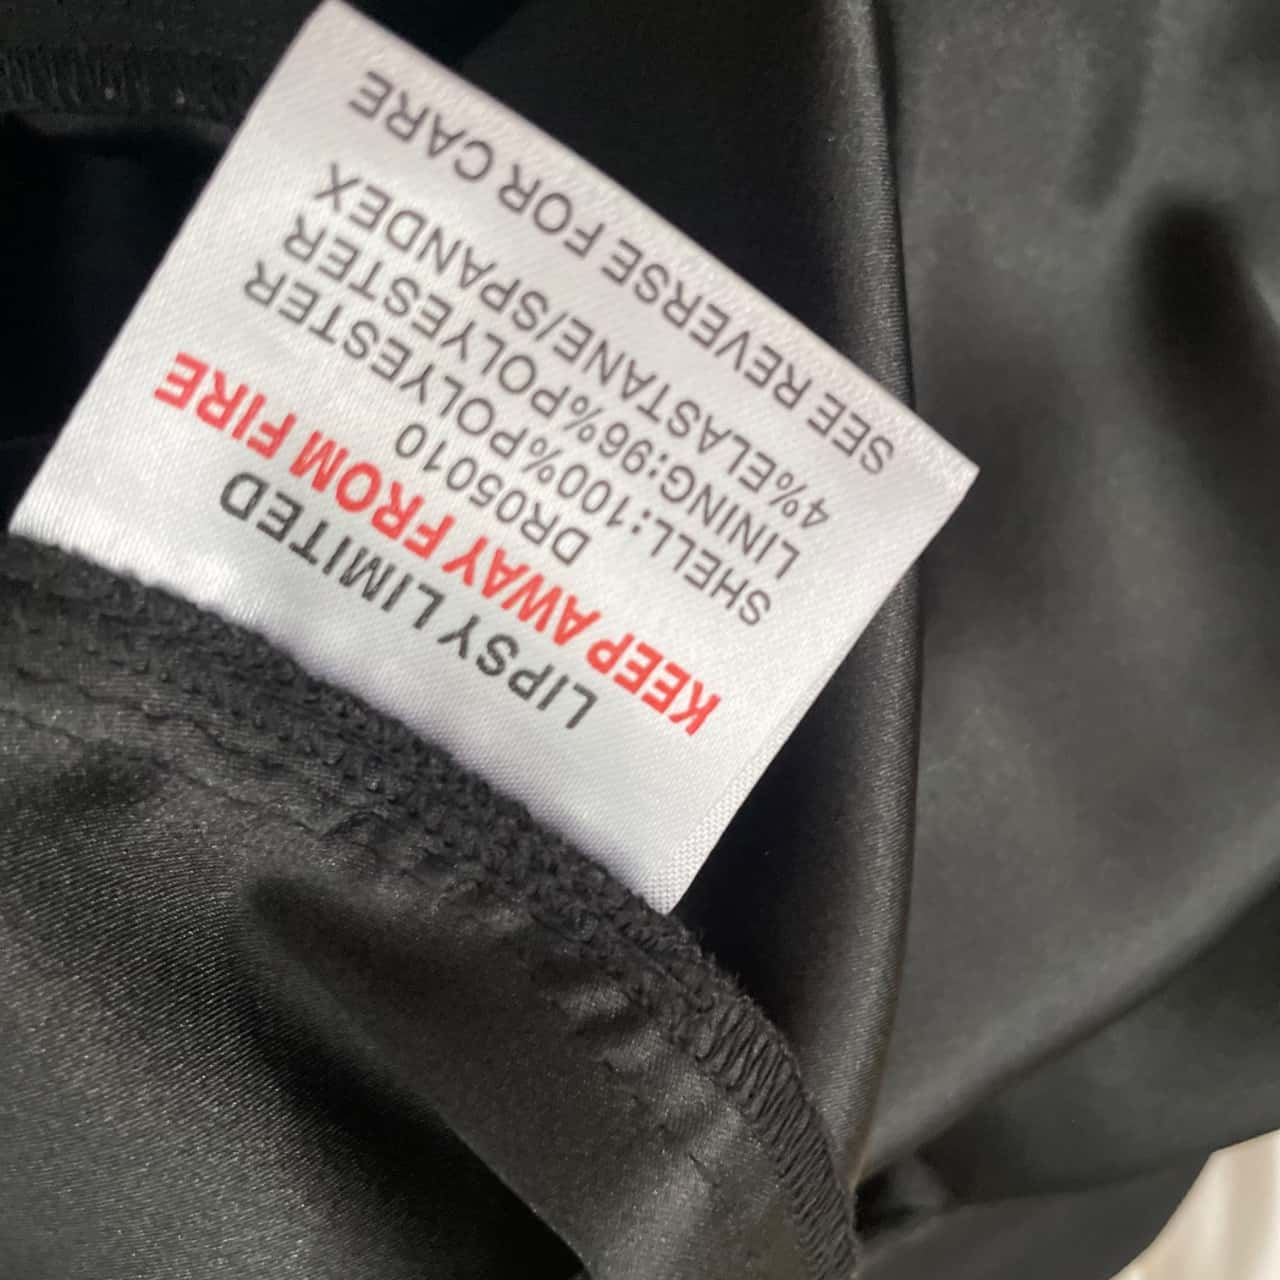 LIPSY LIMITED
KEEP AWAY FROM FIRE
DR05010
SHELL:100%POLYESTER
LINING:96%POLYESTER
4%ELASTANE/SPANDEX
SEE REVERSE FOR CARE